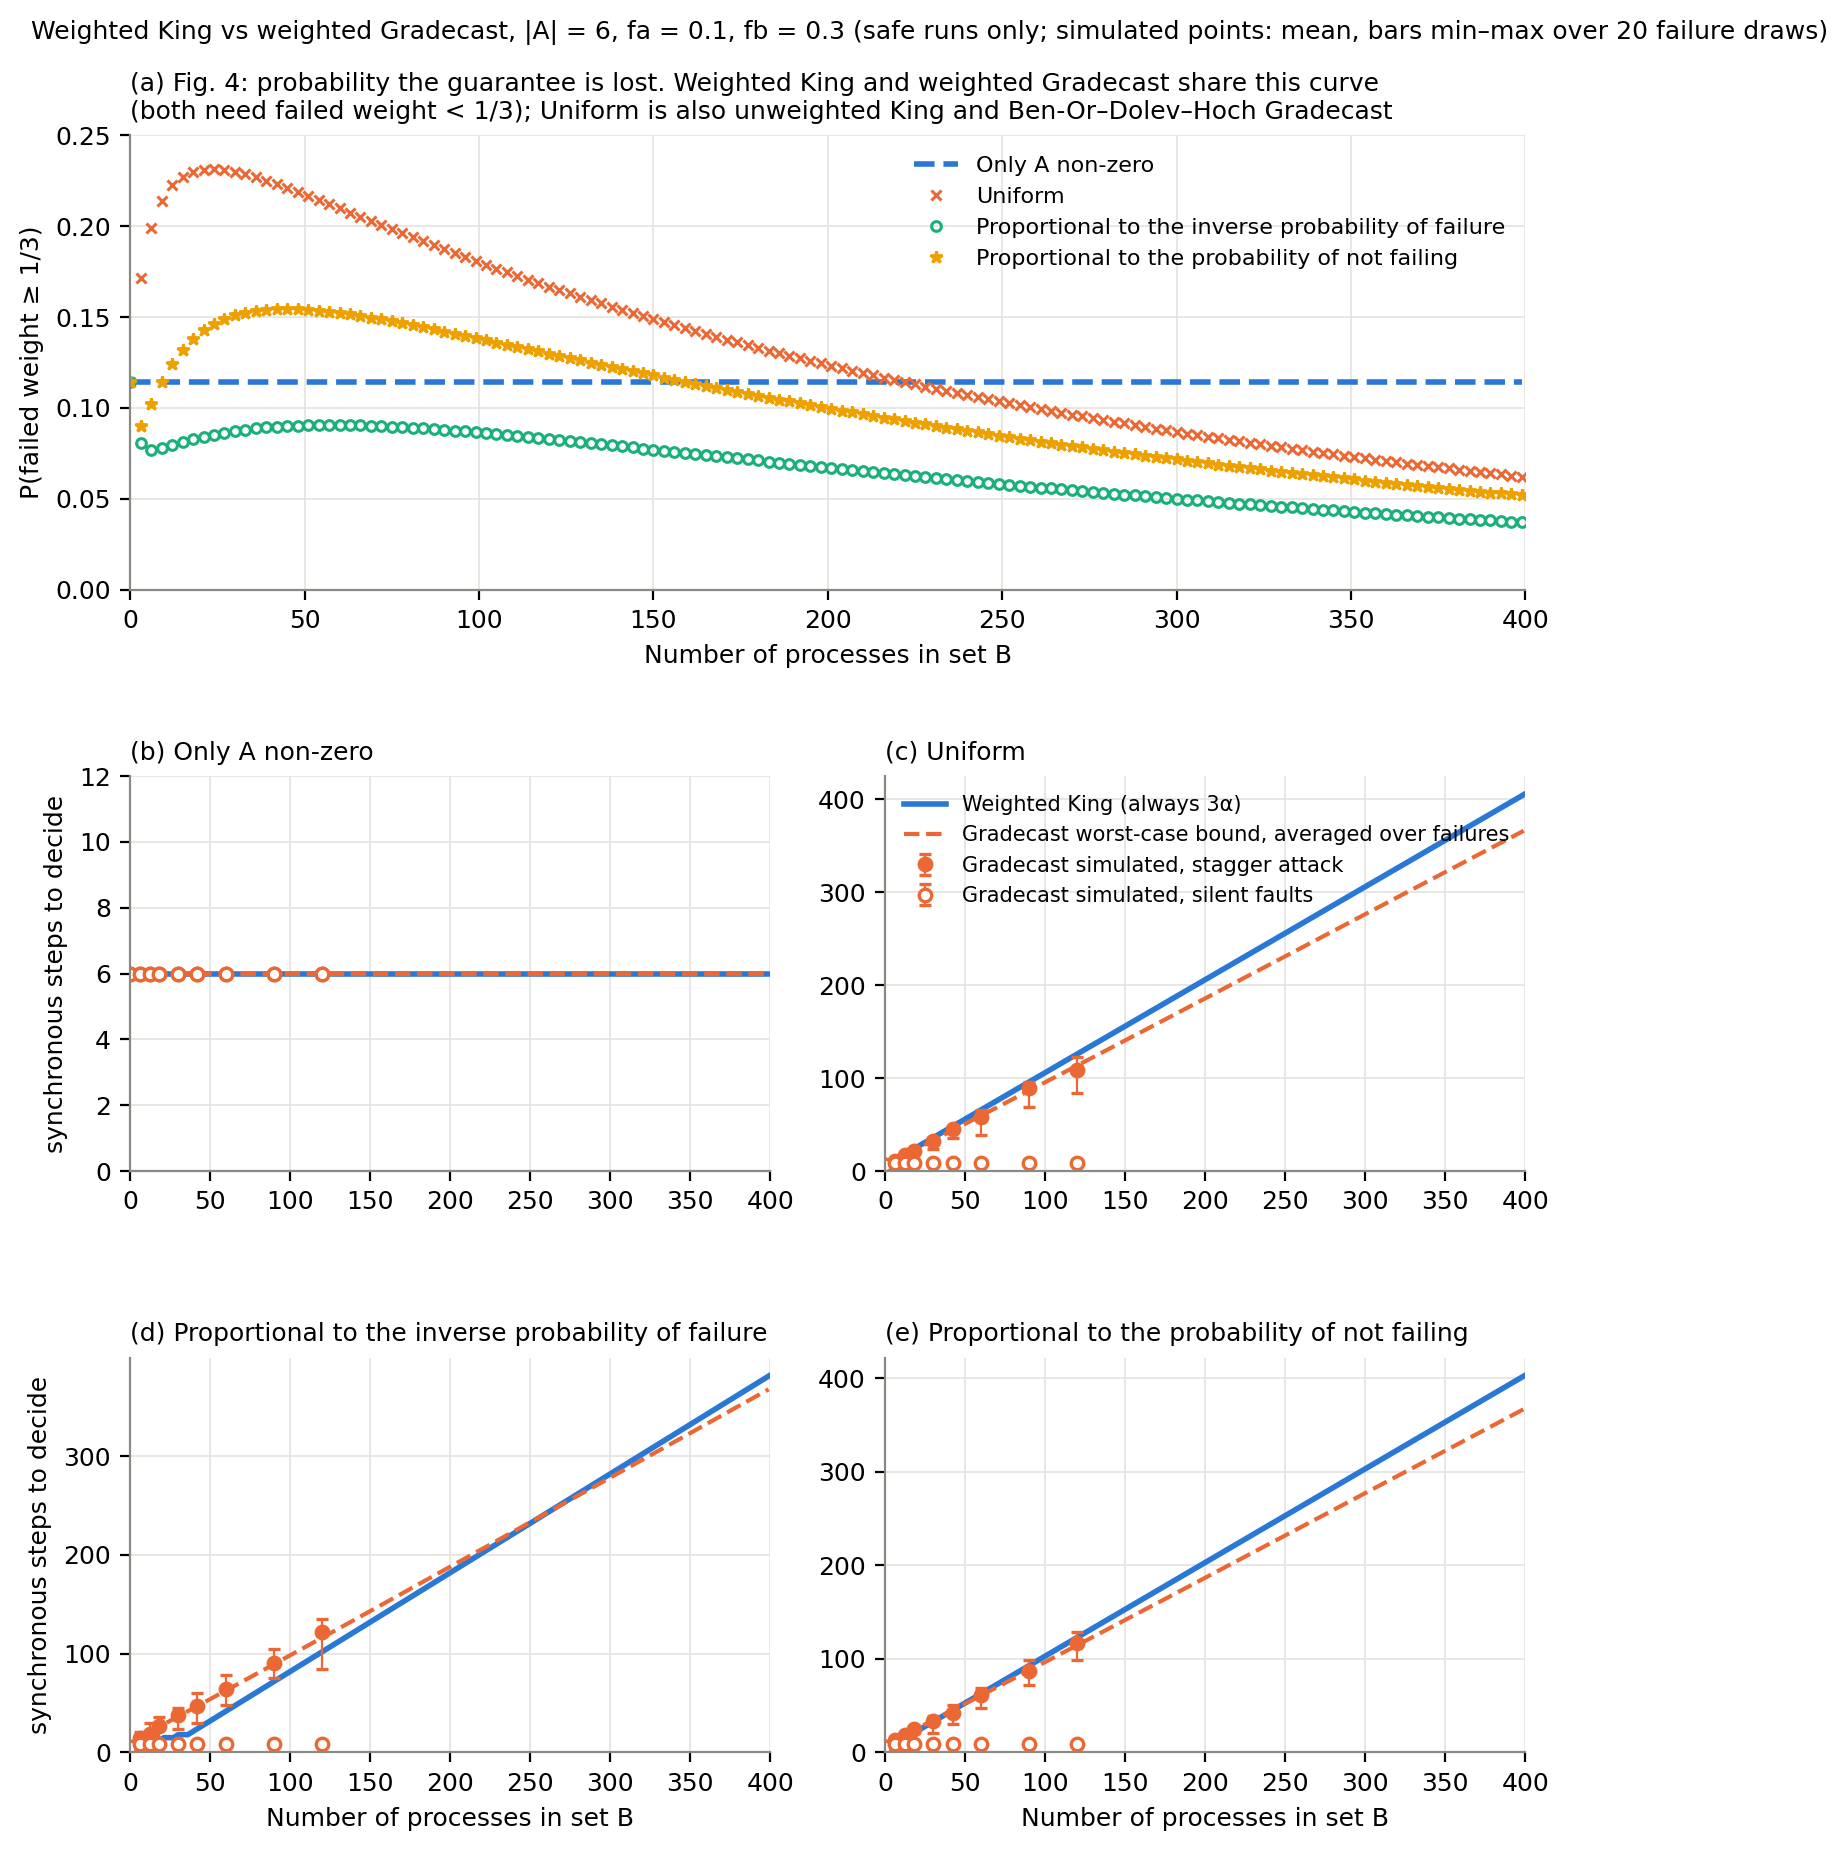 Weighted King vs weighted Gradecast, |A| = 6, fa = 0.1, fb = 0.3 (safe runs only; simulated points: mean, bars min–max over 20 failure draws)
(a) Fig. 4: probability the guarantee is lost. Weighted King and weighted Gradecast share this curve
(both need failed weight < 1/3); Uniform is also unweighted King and Ben-Or–Dolev–Hoch Gradecast
P(failed weight ≥ 1/3)
0.25
0.20
0.15
0.10
0.05
0.00
Only A non-zero
Uniform
Proportional to the inverse probability of failure
Proportional to the probability of not failing
0 50 100 150 200 250 300 350 400
Number of processes in set B
(b) Only A non-zero
synchronous steps to decide
12
10
8
6
4
2
0
0 50 100 150 200 250 300 350 400
(c) Uniform
400
300
200
100
0
Weighted King (always 3α)
Gradecast worst-case bound, averaged over failures
Gradecast simulated, stagger attack
Gradecast simulated, silent faults
0 50 100 150 200 250 300 350 400
(d) Proportional to the inverse probability of failure
synchronous steps to decide
300
200
100
0
0 50 100 150 200 250 300 350 400
Number of processes in set B
(e) Proportional to the probability of not failing
400
300
200
100
0
0 50 100 150 200 250 300 350 400
Number of processes in set B